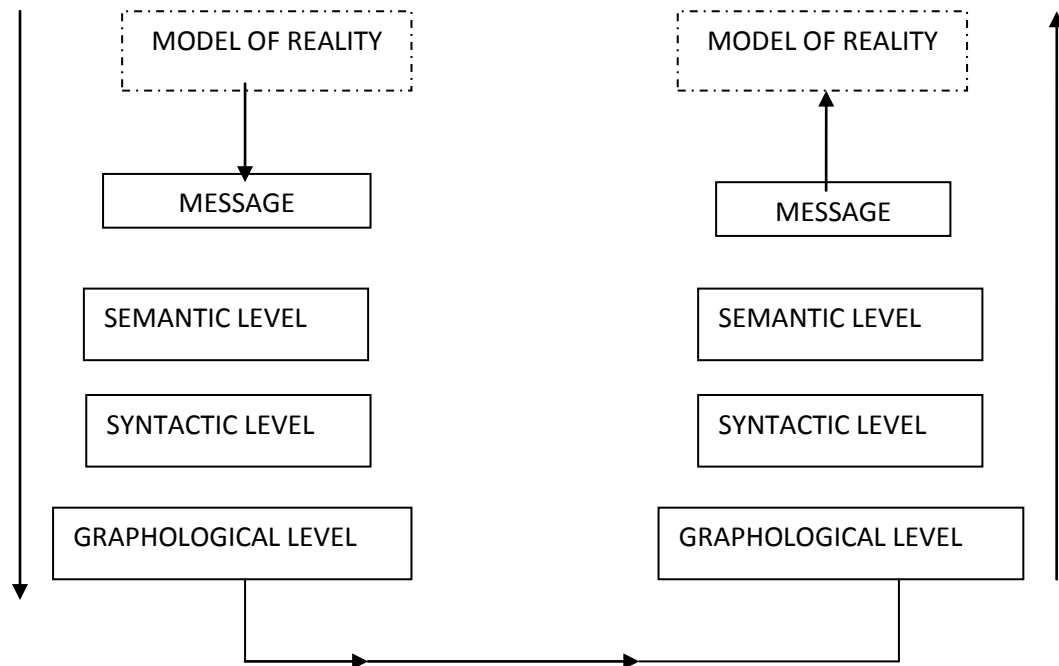 MODEL OF REALITY
MODEL OF REALITY
MESSAGE
MESSAGE
SEMANTIC LEVEL
SEMANTIC LEVEL
SYNTACTIC LEVEL
SYNTACTIC LEVEL
GRAPHOLOGICAL LEVEL
GRAPHOLOGICAL LEVEL